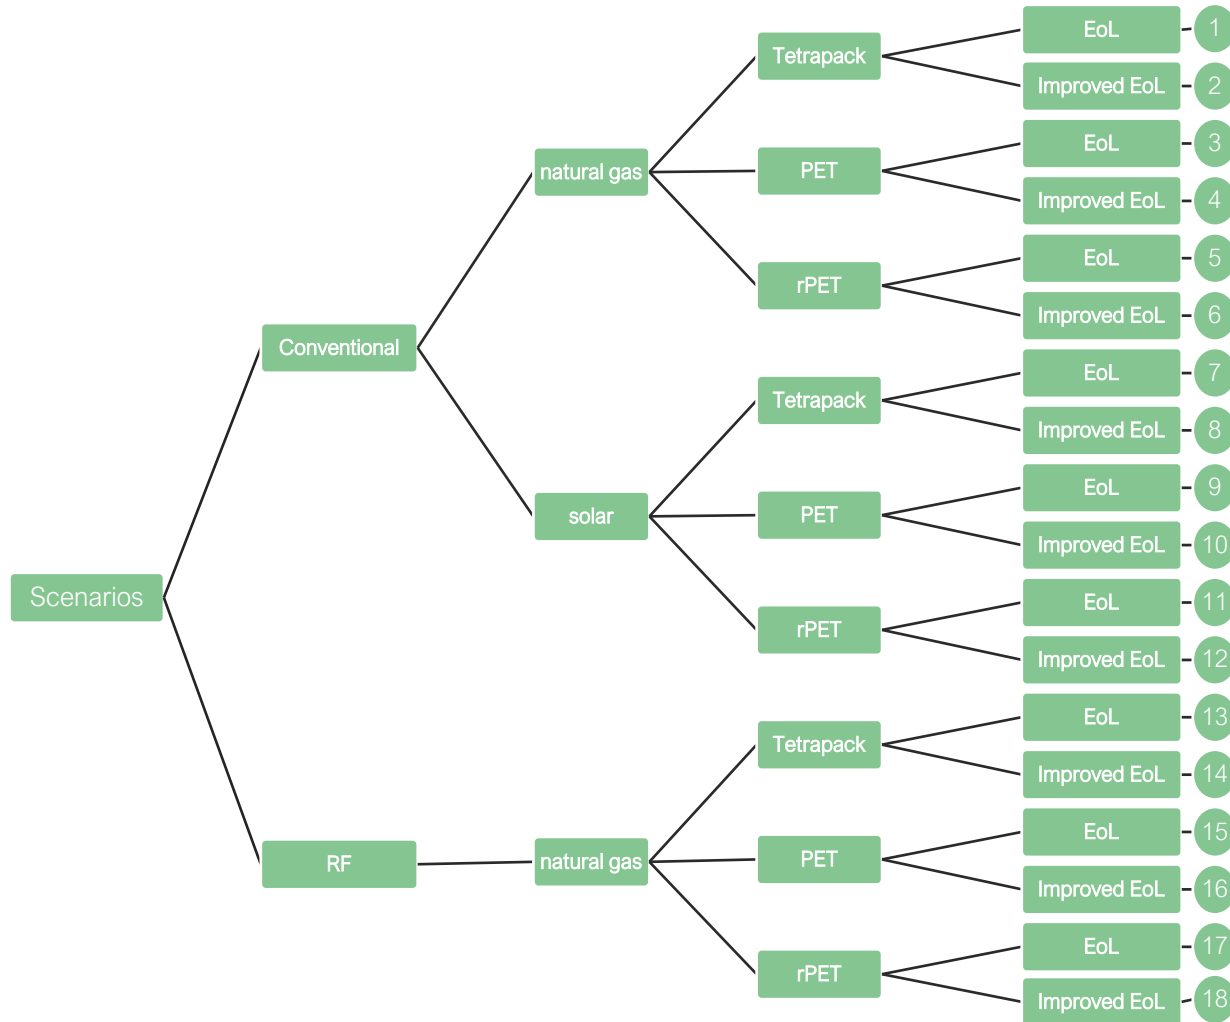 Scenarios
Conventional
natural gas
Tetrapack
EoL
1
Improved EoL
2
PET
EoL
3
Improved EoL
4
rPET
EoL
5
Improved EoL
6
solar
Tetrapack
EoL
7
Improved EoL
8
PET
EoL
9
Improved EoL
10
rPET
EoL
11
Improved EoL
12
RF
natural gas
Tetrapack
EoL
13
Improved EoL
14
PET
EoL
15
Improved EoL
16
rPET
EoL
17
Improved EoL
18